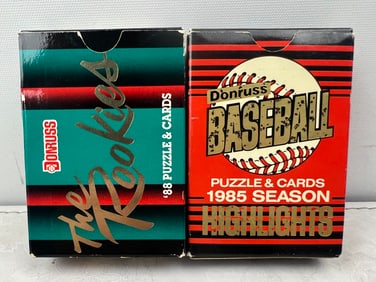 DONRUSS
The
Rookies
'88 PUZZLE & CARDS
Donruss
BASEBALL
PUZZLE & CARDS
1985 SEASON
HIGHLIGHTS